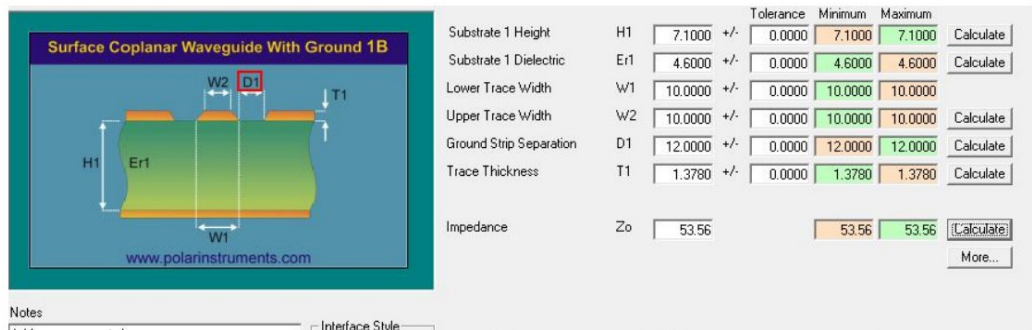 Surface Coplanar Waveguide With Ground 1B
W2 D1
T1
H1 Er1
W1
www.polarinstruments.com
Tolerance Minimum Maximum
Substrate 1 Height H1 7.1000 +/- 0.0000 7.1000 7.1000 Calculate
Substrate 1 Dielectric Er1 4.6000 +/- 0.0000 4.6000 4.6000 Calculate
Lower Trace Width W1 10.0000 +/- 0.0000 10.0000 10.0000
Upper Trace Width W2 10.0000 +/- 0.0000 10.0000 10.0000 Calculate
Ground Strip Separation D1 12.0000 +/- 0.0000 12.0000 12.0000 Calculate
Trace Thickness T1 1.3780 +/- 0.0000 1.3780 1.3780 Calculate
Impedance Zo 53.56 53.56 53.56 Calculate
More...
Notes
Interface Style